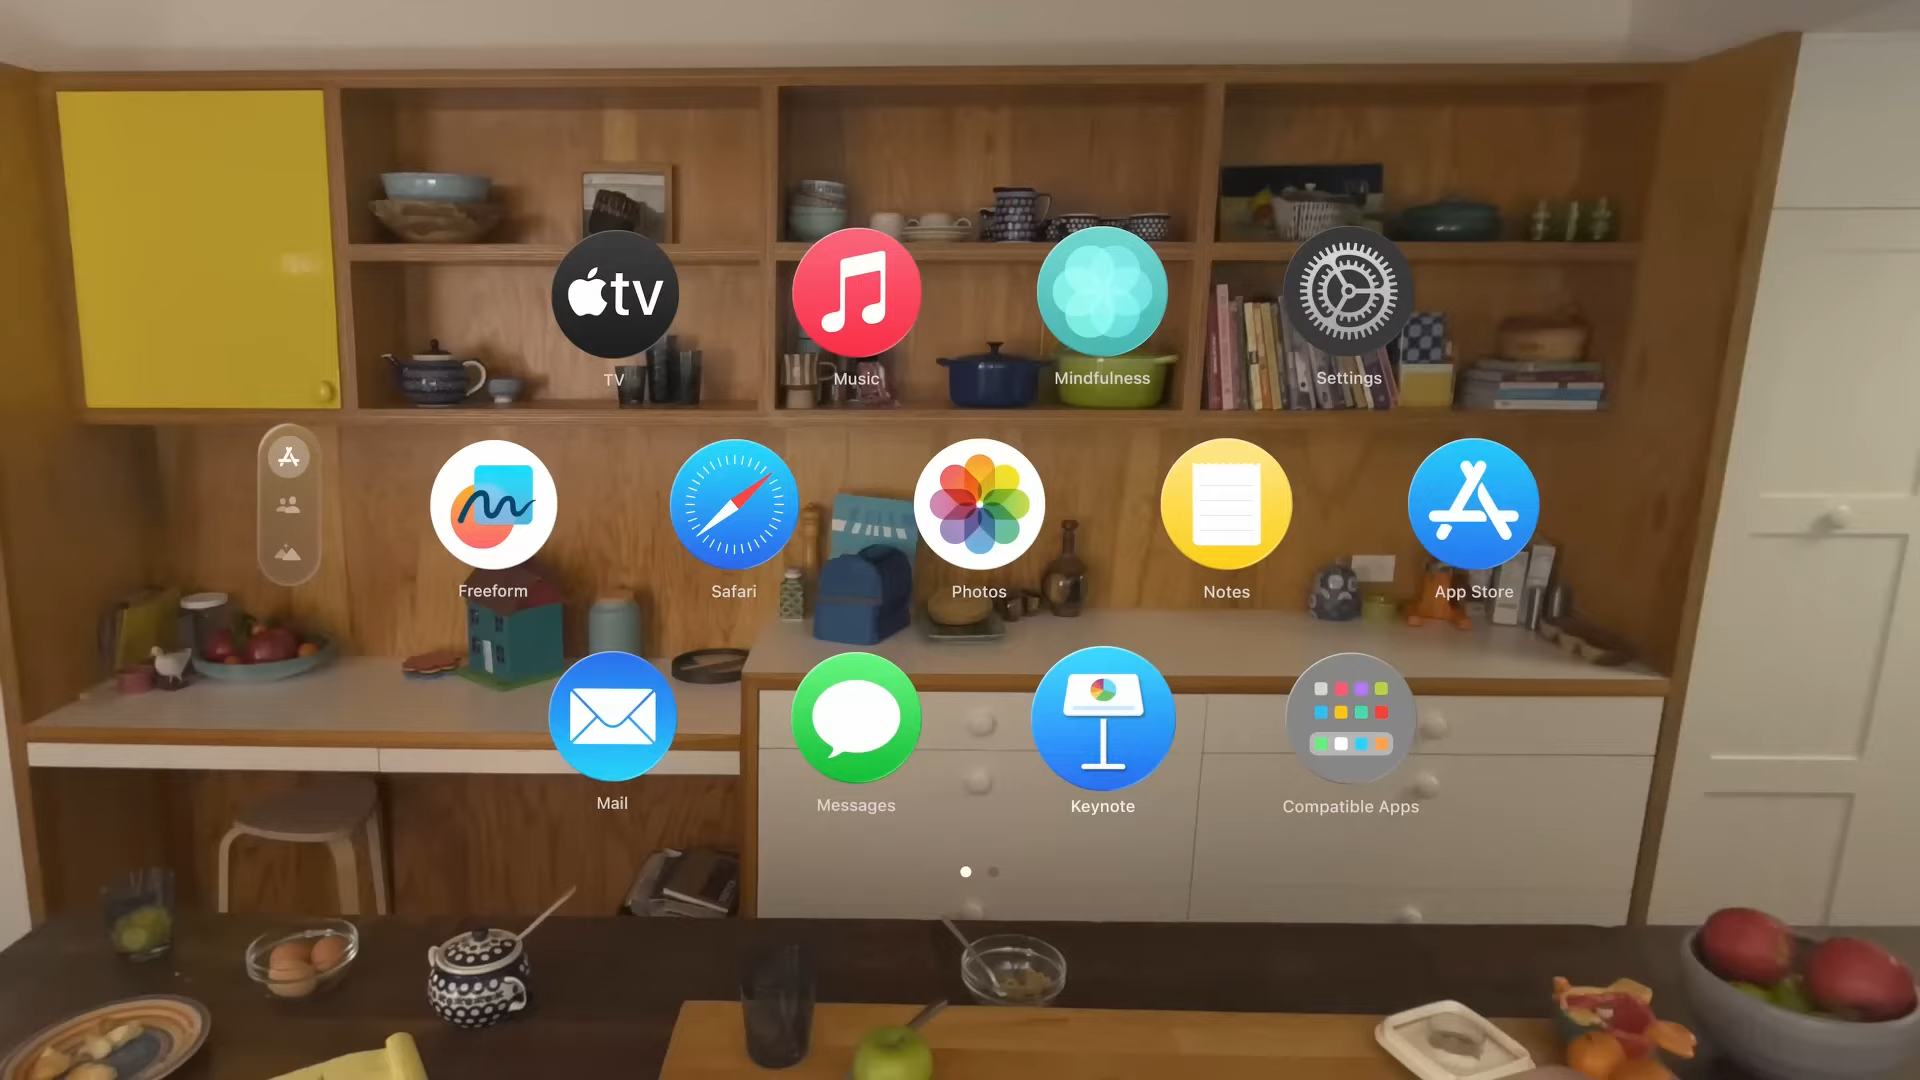 tv
TV
Music
Mindfulness
Settings
Freeform
Safari
Photos
Notes
App Store
Mail
Messages
Keynote
Compatible Apps